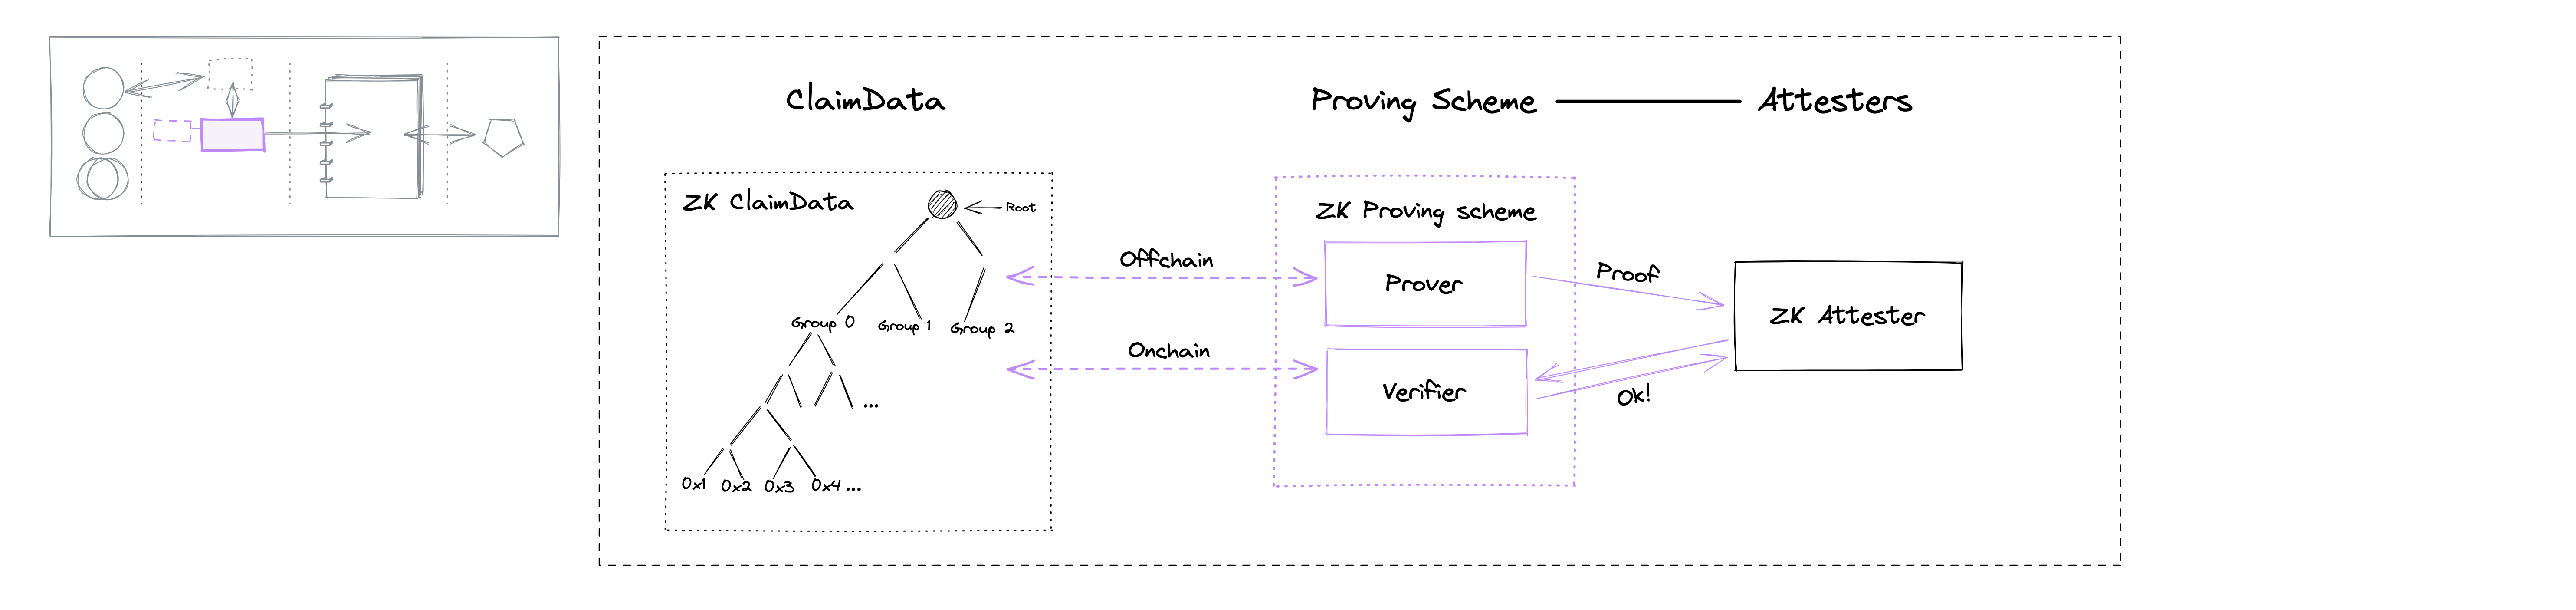 ClaimData
Proving Scheme
Attesters
ZK ClaimData
Root
Group 0
Group 1
Group 2
...
0x1
0x2
0x3
0x4 ...
Offchain
Onchain
ZK Proving scheme
Prover
Verifier
Proof
Ok!
ZK Attester